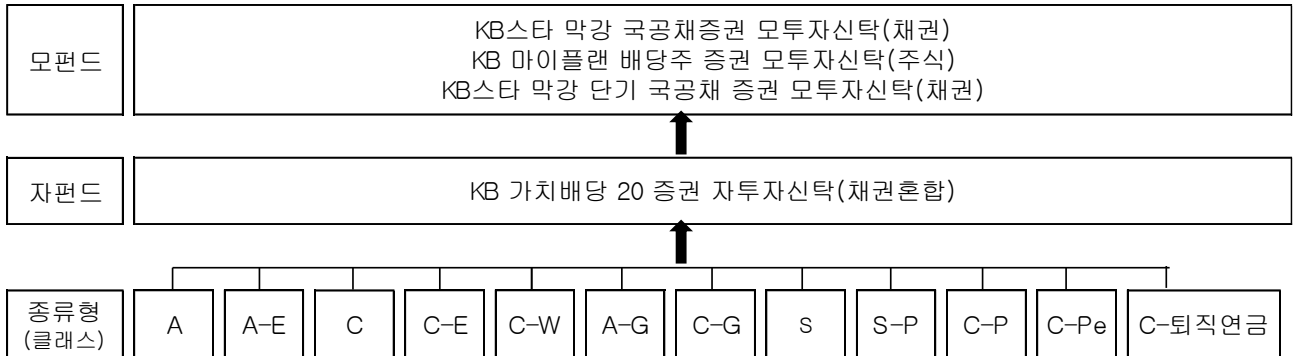 모펀드
KB스타 막강 국공채증권 모투자신탁(채권)
KB 마이플랜 배당주 증권 모투자신탁(주식)
KB스타 막강 단기 국공채 증권 모투자신탁(채권)
자펀드
KB 가치배당 20 증권 자투자신탁(채권혼합)
종류형
(클래스)
A
A-E
C
C-E
C-W
A-G
C-G
S
S-P
C-P
C-Pe
C-퇴직연금